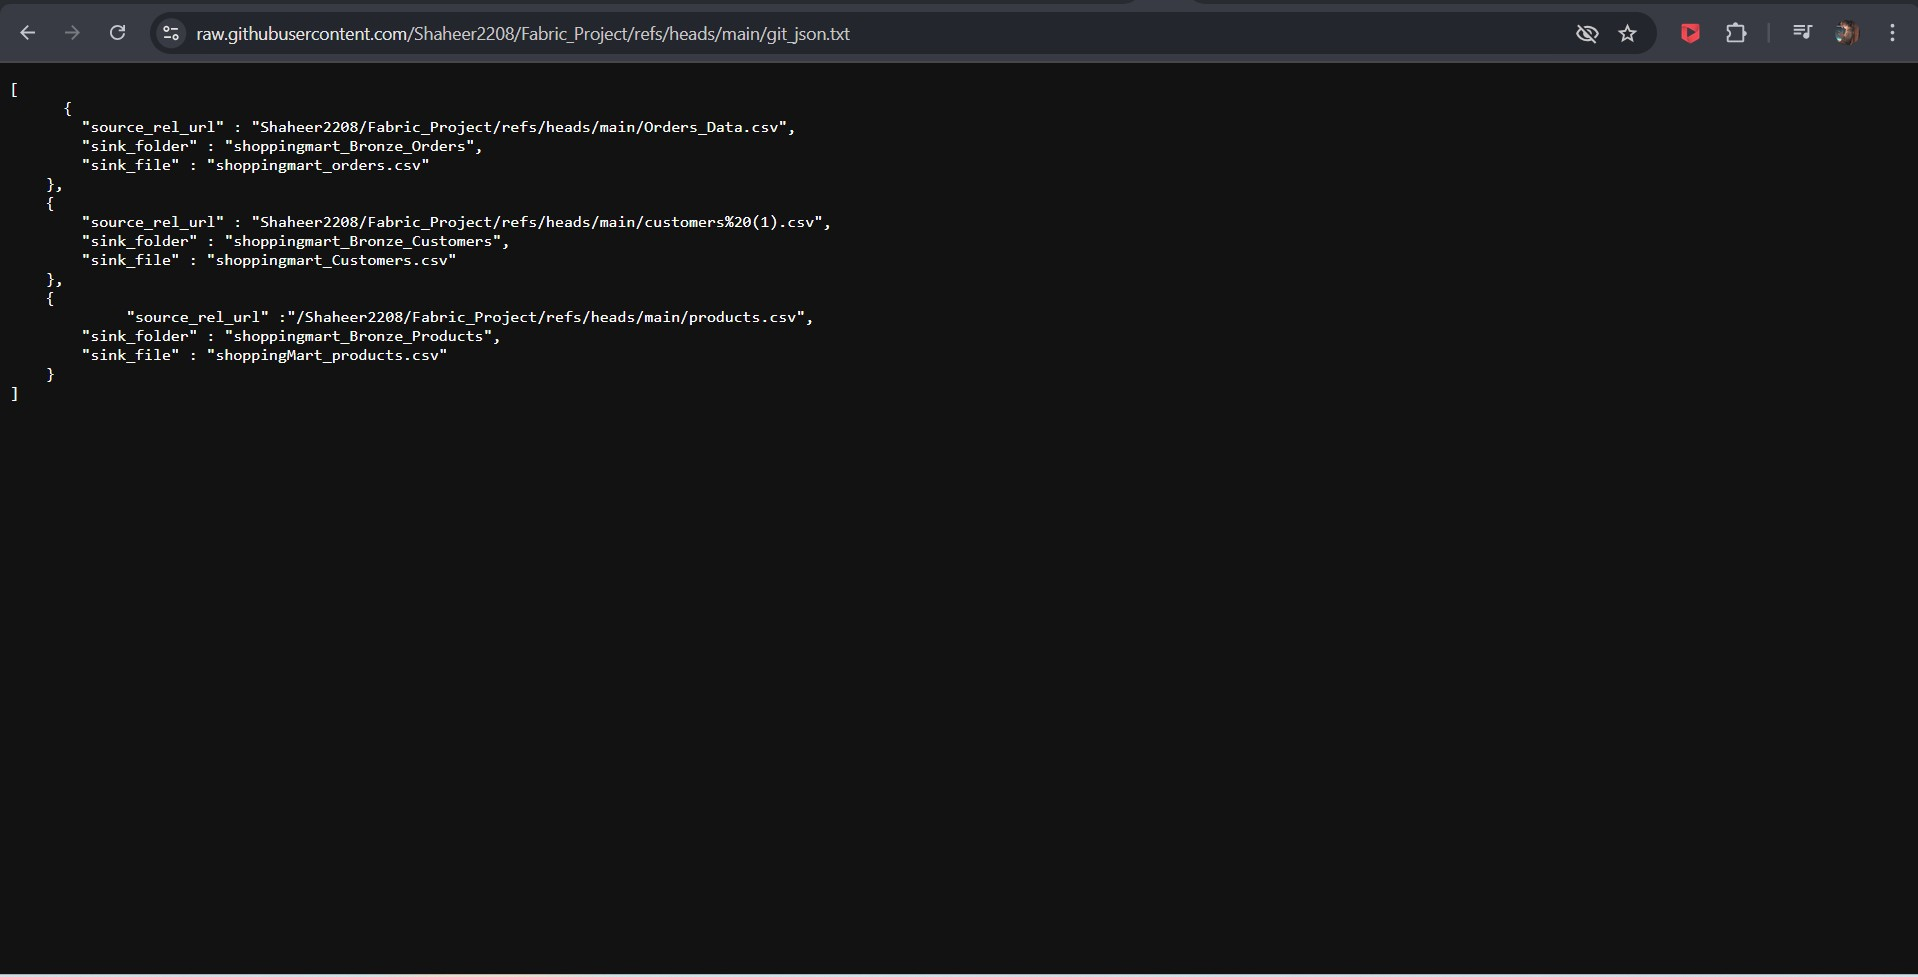 raw.githubusercontent.com/Shaheer2208/Fabric_Project/refs/heads/main/git_json.txt
[
      {
        "source_rel_url" : "Shaheer2208/Fabric_Project/refs/heads/main/Orders_Data.csv",
        "sink_folder" : "shoppingmart_Bronze_Orders",
        "sink_file" : "shoppingmart_orders.csv"
    },
    {
        "source_rel_url" : "Shaheer2208/Fabric_Project/refs/heads/main/customers%20(1).csv",
        "sink_folder" : "shoppingmart_Bronze_Customers",
        "sink_file" : "shoppingmart_Customers.csv"
    },
    {
             "source_rel_url" :"/Shaheer2208/Fabric_Project/refs/heads/main/products.csv",
        "sink_folder" : "shoppingmart_Bronze_Products",
        "sink_file" : "shoppingMart_products.csv"
    }
]